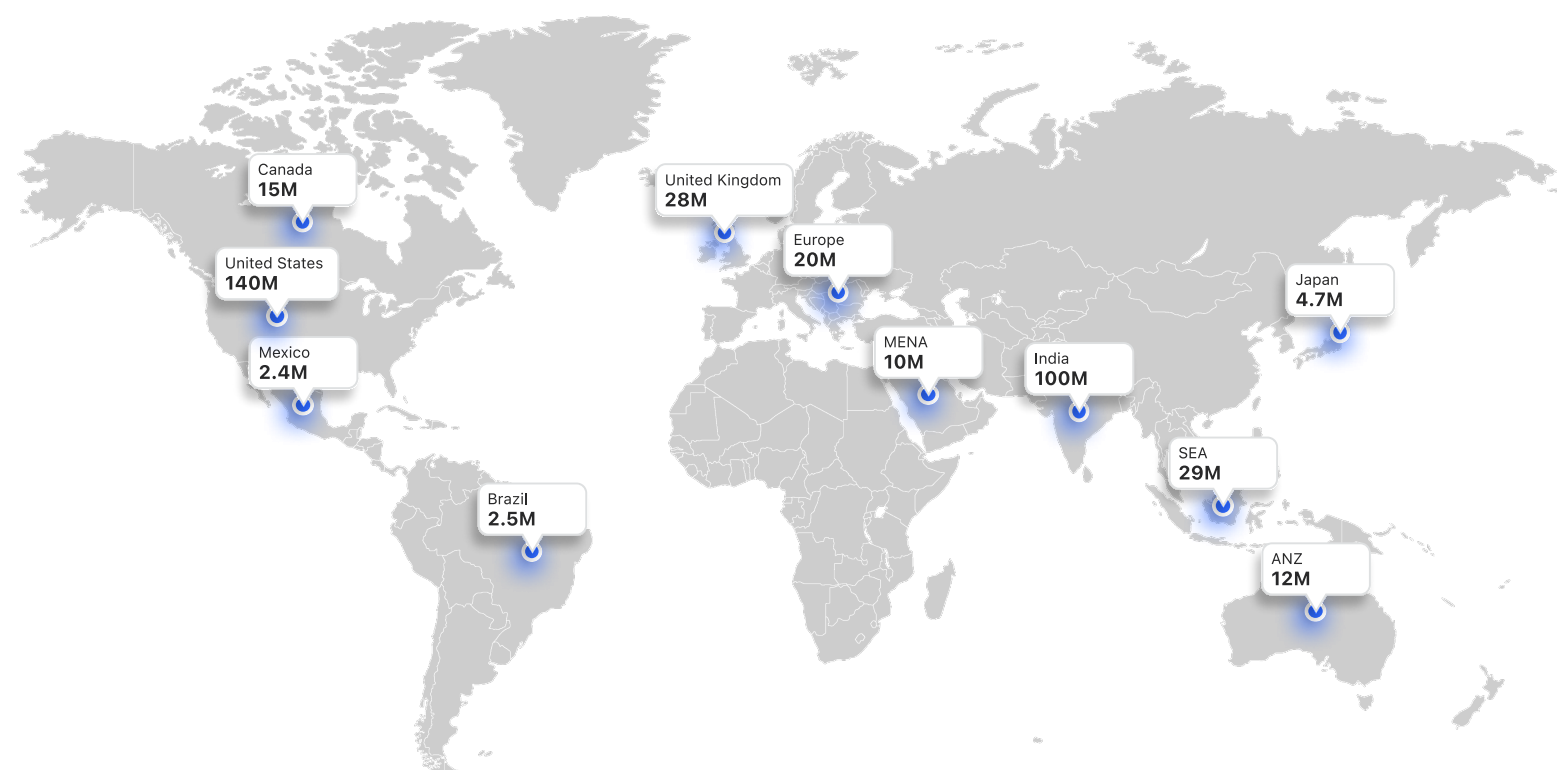 Canada
15M
United Kingdom
28M
Europe
20M
United States
140M
Japan
4.7M
MENA
10M
Mexico
2.4M
India
100M
SEA
29M
Brazil
2.5M
ANZ
12M